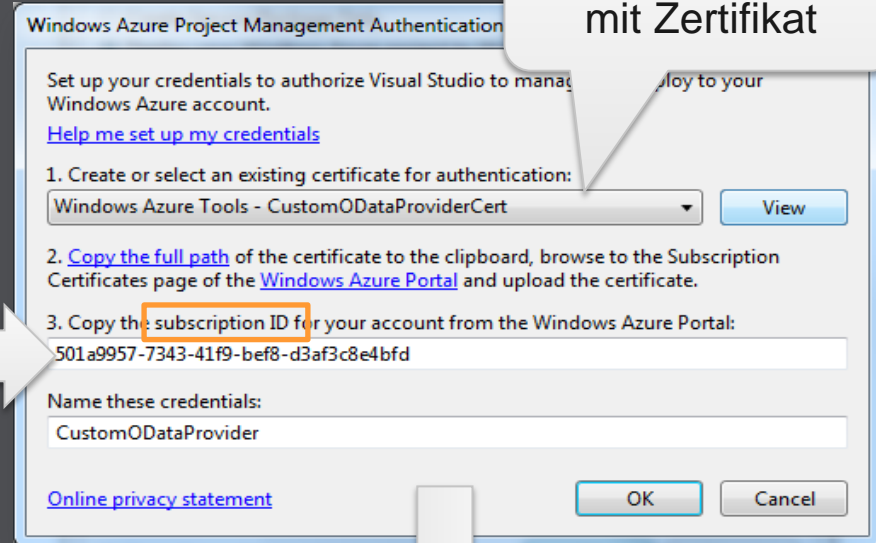 mit Zertifikat
Windows Azure Project Management Authentication
Set up your credentials to authorize Visual Studio to your
Windows Azure account.
Help me set up my credentials
1. Create or select an existing certificate for authentication:
Windows Azure Tools - CustomODataProviderCert
View
2. Copy the full path of the certificate to the clipboard, browse to the Subscription
Certificates page of the Windows Azure Portal and upload the certificate.
3. Copy the subscription ID for your account from the Windows Azure Portal:
501a9957-7343-41f9-bef8-d3af3c8e4bfd
Name these credentials:
CustomODataProvider
Online privacy statement
OK
Cancel